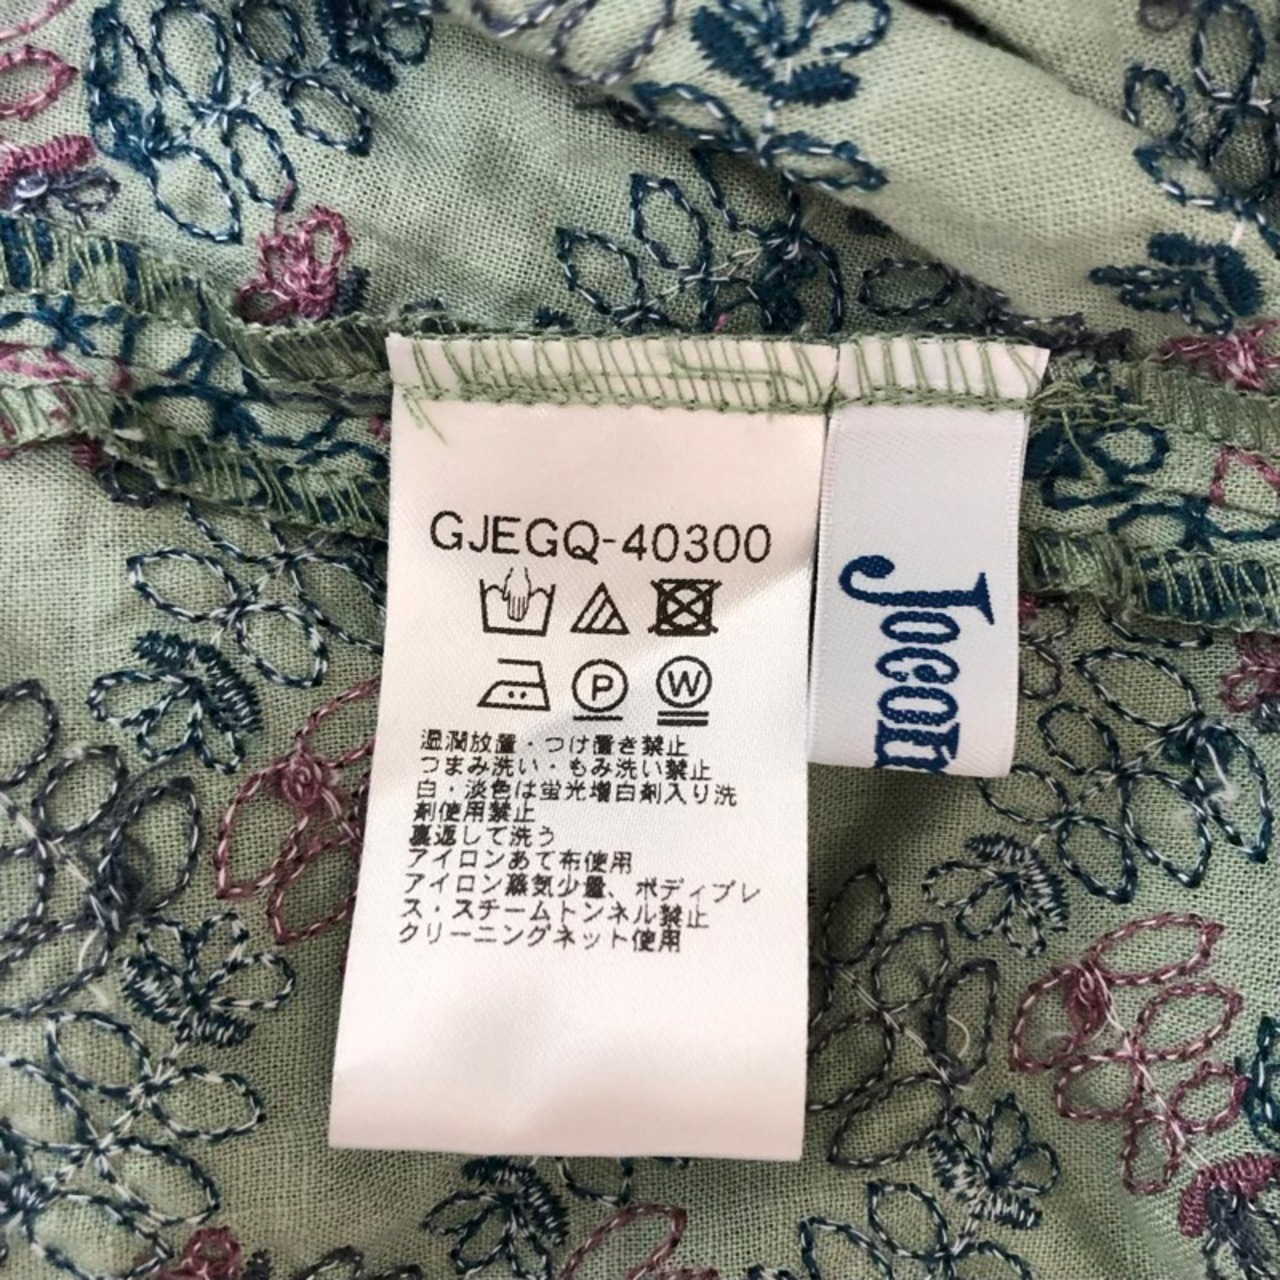 GJEGQ-40300
P
W
湿潤放置・つけ置き禁止
つまみ洗い・もみ洗い禁止
白・淡色は蛍光増白剤入り洗
剤使用禁止
裏返して洗う
アイロンあて布使用
アイロン蒸気少量、ボディプレ
ス・スチームトンネル禁止
クリーニングネット使用